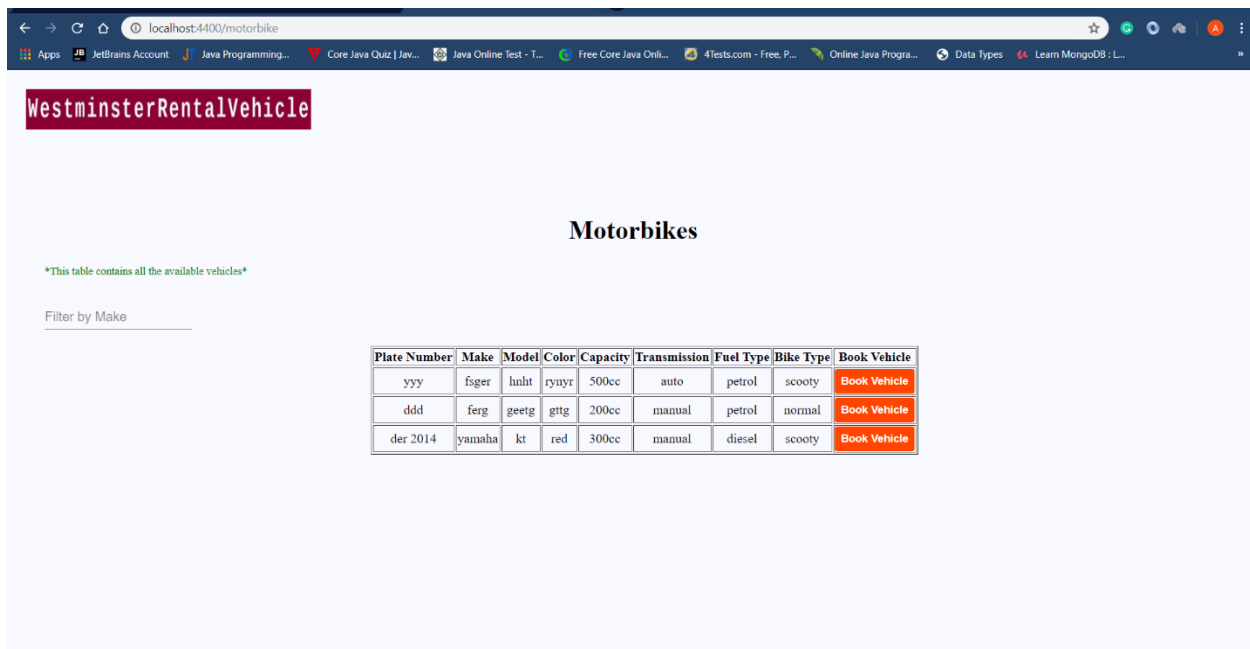 localhost:4400/motorbike
A
Apps JB JetBrains Account JT Java Programming... Core Java Quiz | Jav... Java Online Test - T... Free Core Java Onli... 4Tests.com - Free, P... Online Java Progra... Data Types Learn MongoDB : L... »
WestminsterRentalVehicle
Motorbikes
*This table contains all the available vehicles*
Filter by Make
Plate Number Make Model Color Capacity Transmission Fuel Type Bike Type Book Vehicle
yyy fsger hnht rynyr 500cc auto petrol scooty Book Vehicle
ddd ferg geetg gttg 200cc manual petrol normal Book Vehicle
der 2014 yamaha kt red 300cc manual diesel scooty Book Vehicle